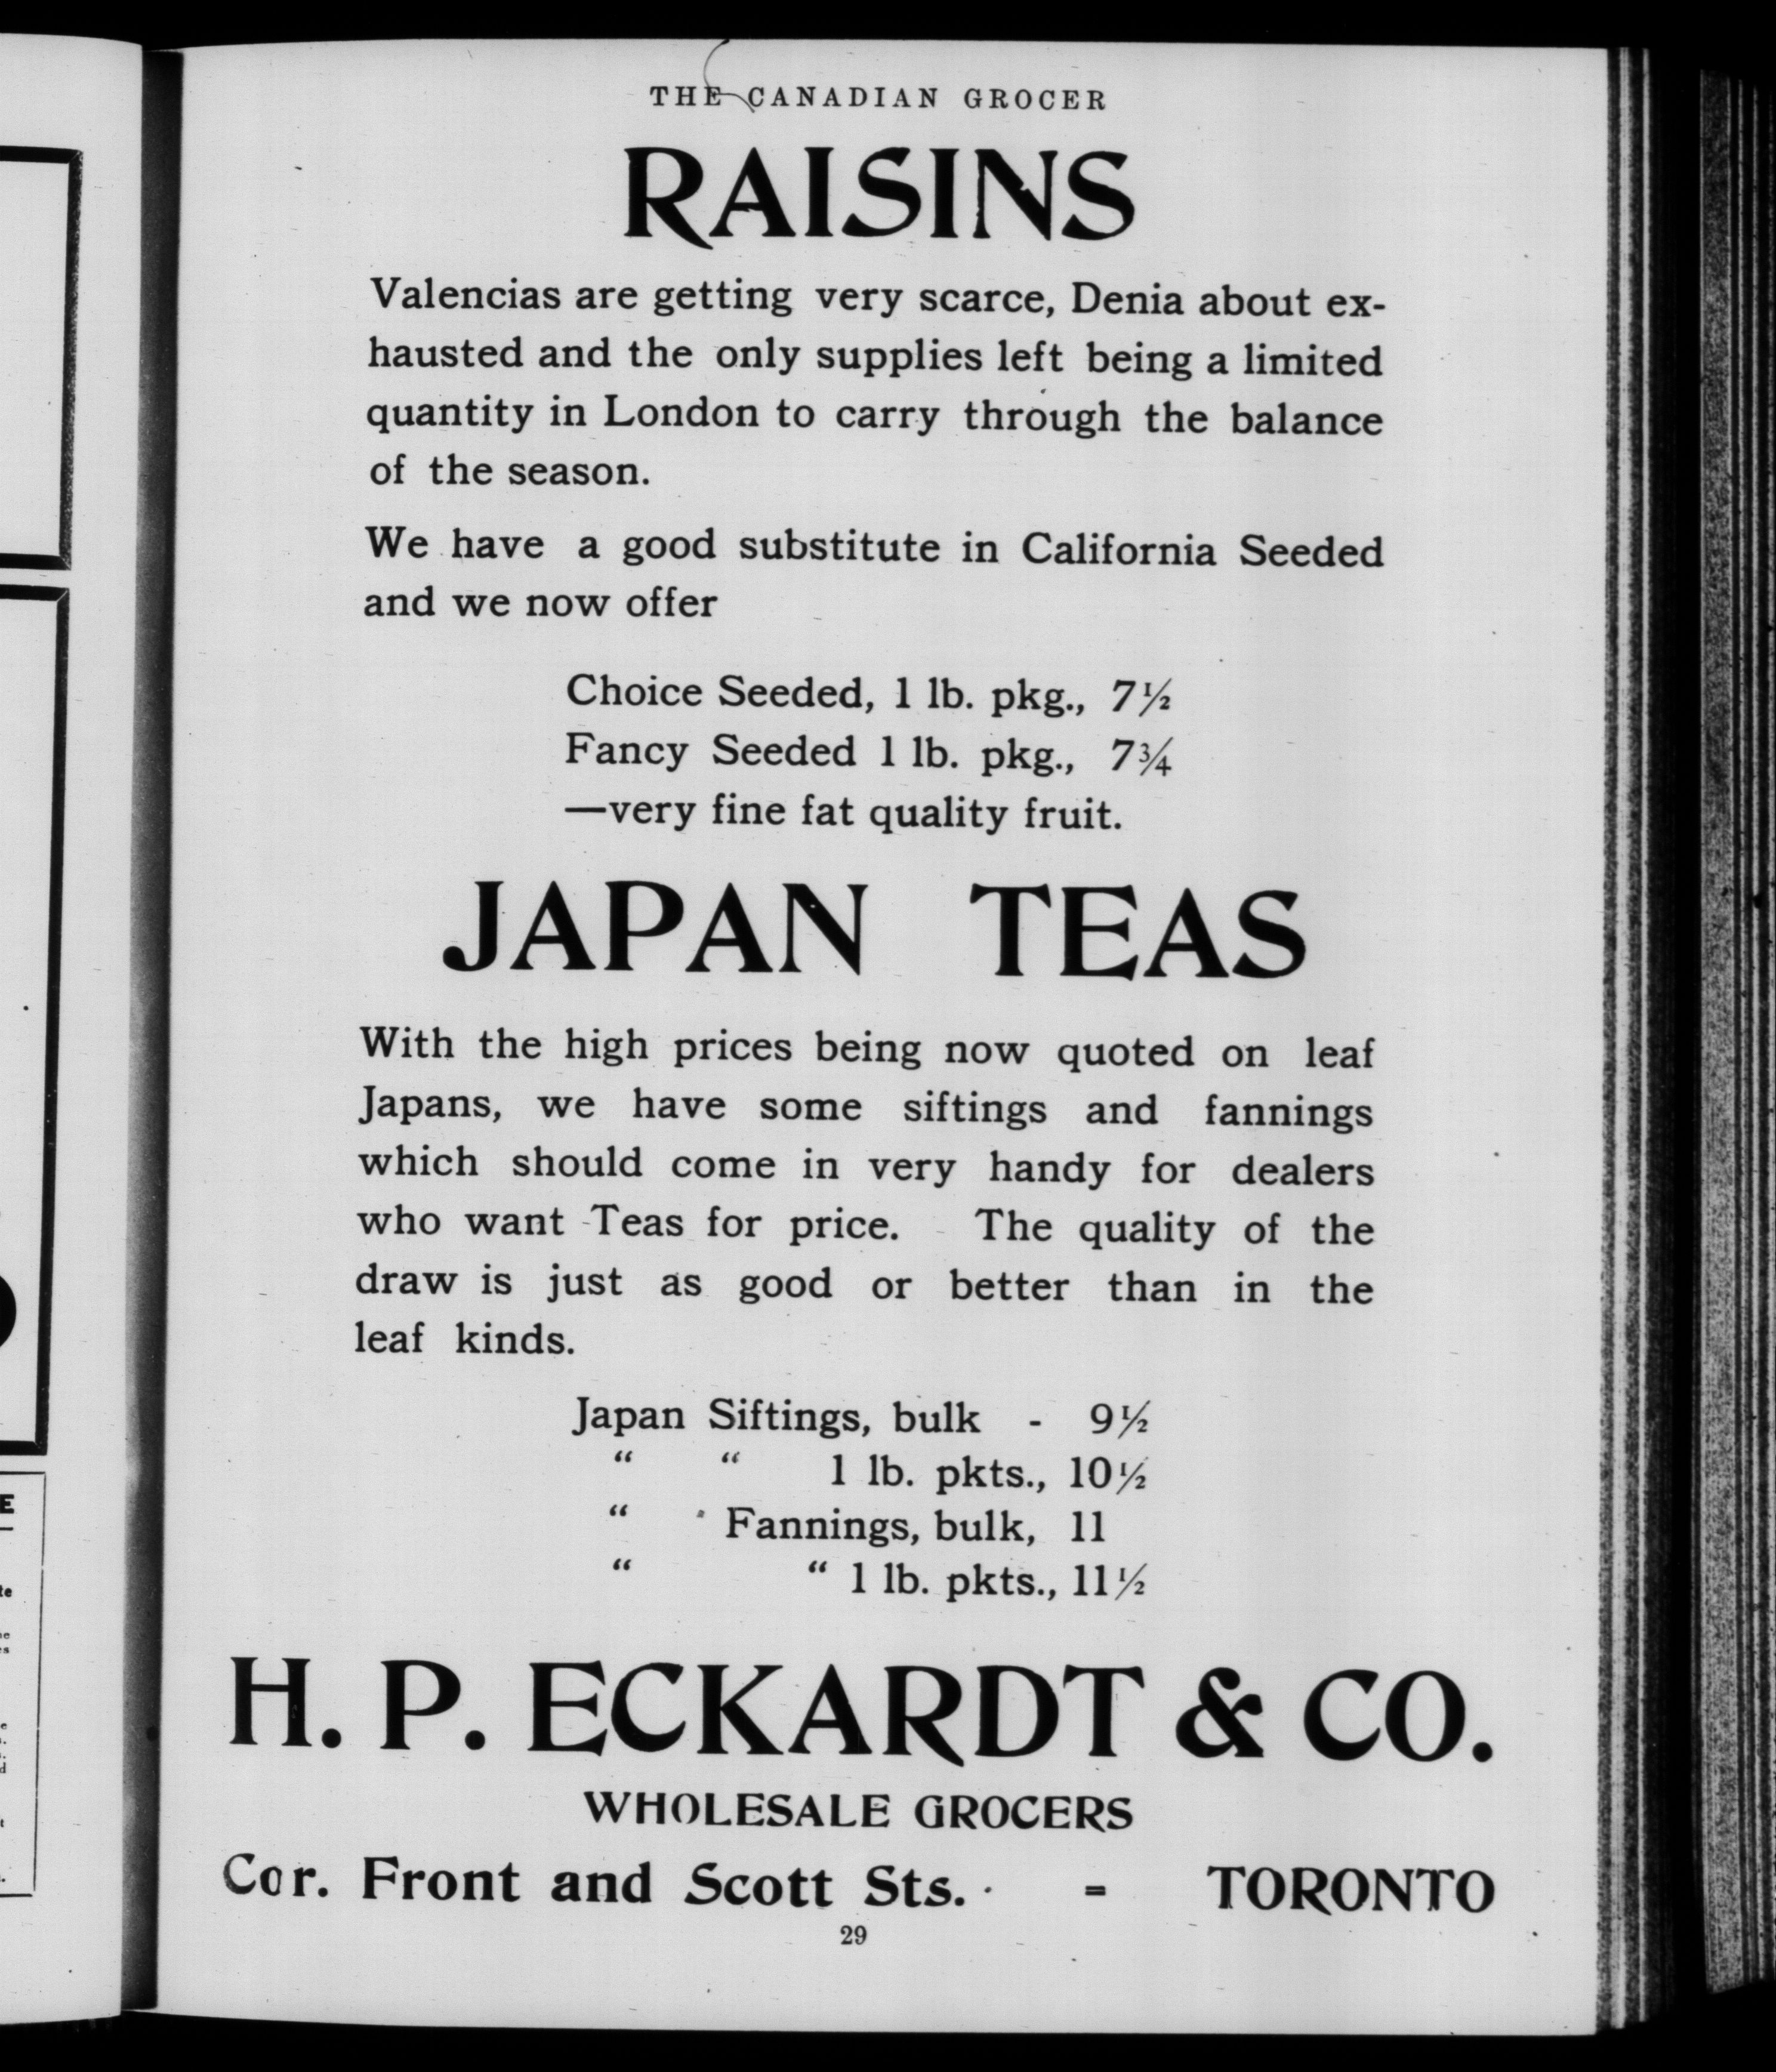 THE CANADIAN GROCER
RAISINS
Valencias are getting very scarce, Denia about ex-
hausted and the only supplies left being a limited
quantity in London to carry through the balance
of the season.
We have a good substitute in California Seeded
and we now offer
Choice Seeded, 1 lb. pkg., 7½
Fancy Seeded 1 lb. pkg., 7¾
—very fine fat quality fruit.
JAPAN TEAS
With the high prices being now quoted on leaf
Japans, we have some siftings and fannings
which should come in very handy for dealers
who want Teas for price. The quality of the
draw is just as good or better than in the
leaf kinds.
Japan Siftings, bulk - 9½
“ “ 1 lb. pkts., 10½
“ Fannings, bulk, 11
“ “ 1 lb. pkts., 11½
H. P. ECKARDT & CO.
WHOLESALE GROCERS
Cor. Front and Scott Sts. = TORONTO
29